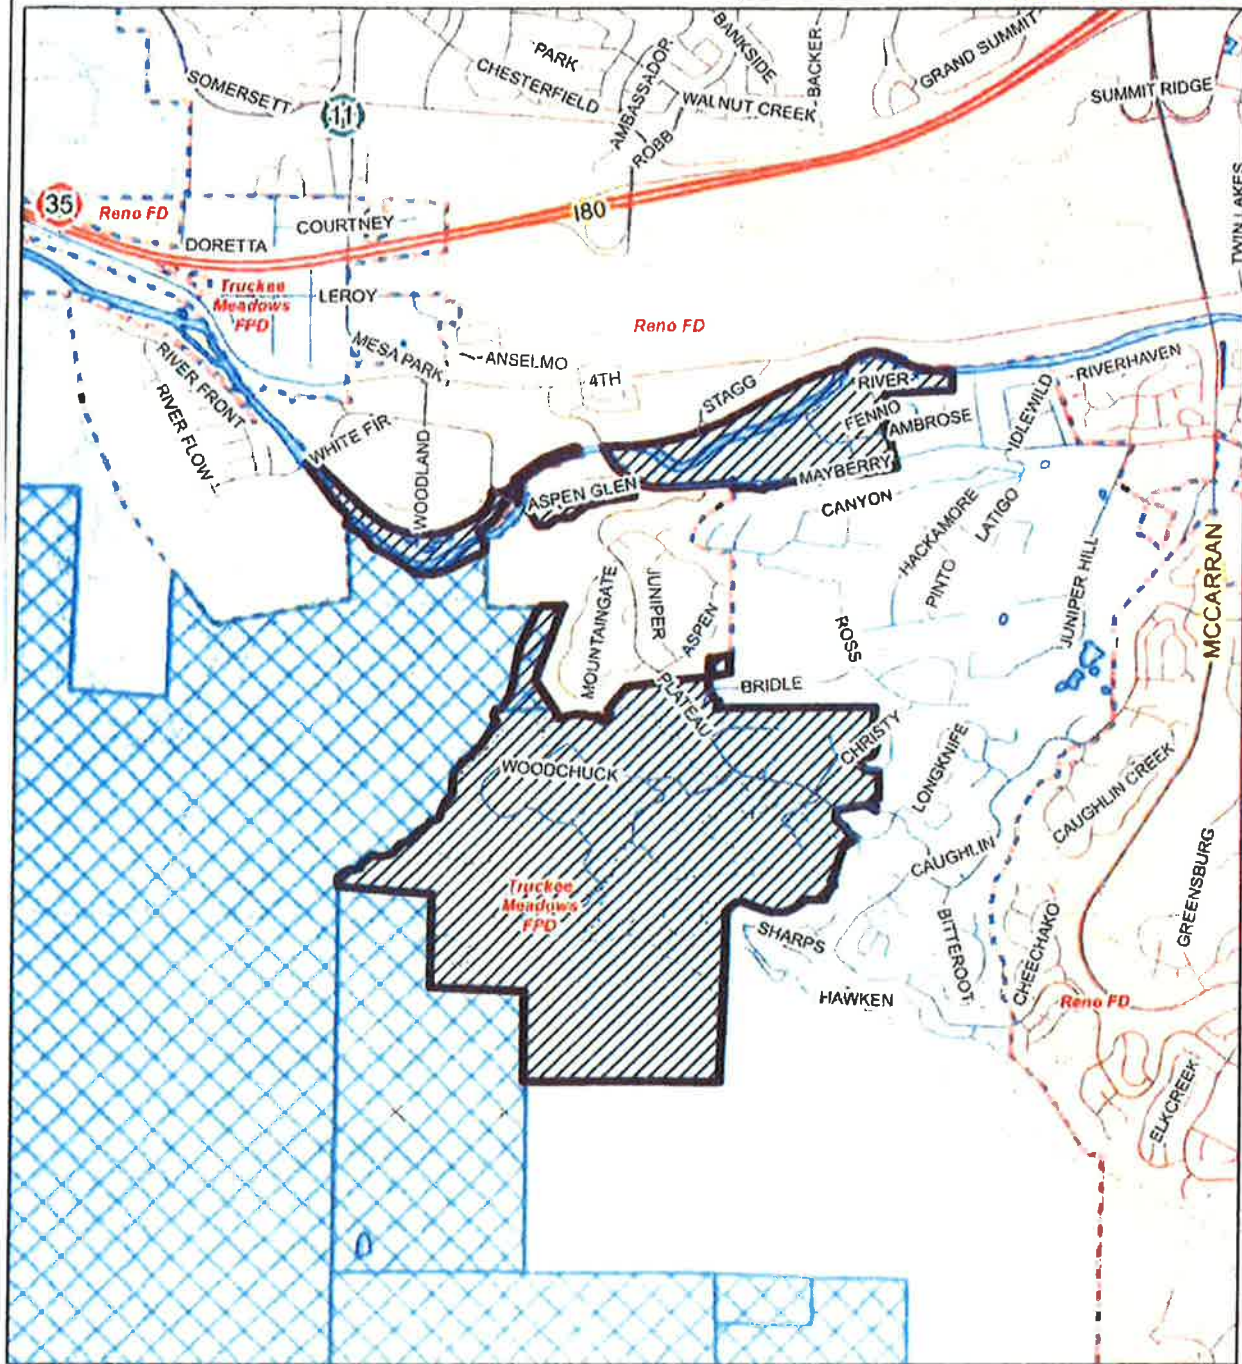 PARK
BANKSIDE
BACKER
GRAND SUMMIT
SOMERSETT
CHESTERFIELD
AMBASSADOR
WALNUT CREEK
SUMMIT RIDGE
11
ROBB
TWIN LAKES
35
Reno FD
COURTNEY
I80
DORETTA
Truckee
Meadows
FPD
LEROY
Reno FD
MESA PARK
ANSELMO
4TH
STAGG
RIVER
RIVERHAVEN
RIVER FRONT
RIVER FLOW
FENNO
AMBROSE
IDLEWILD
WHITE FIR
WOODLAND
ASPEN GLEN
MAYBERRY
CANYON
HACKAMORE
LATIGO
PINTO
JUNIPER HILL
MCCARRAN
MOUNTAINGATE
JUNIPER
ASPEN
ROSS
PLATEAU
BRIDLE
CHRISTY
LONGKNIFE
WOODCHUCK
CAUGHLIN CREEK
CAUGHLIN
GREENSBURG
Truckee
Meadows
FPD
SHARPS
BITTEROOT
CHEECHAKO
HAWKEN
Reno FD
ELKCREEK